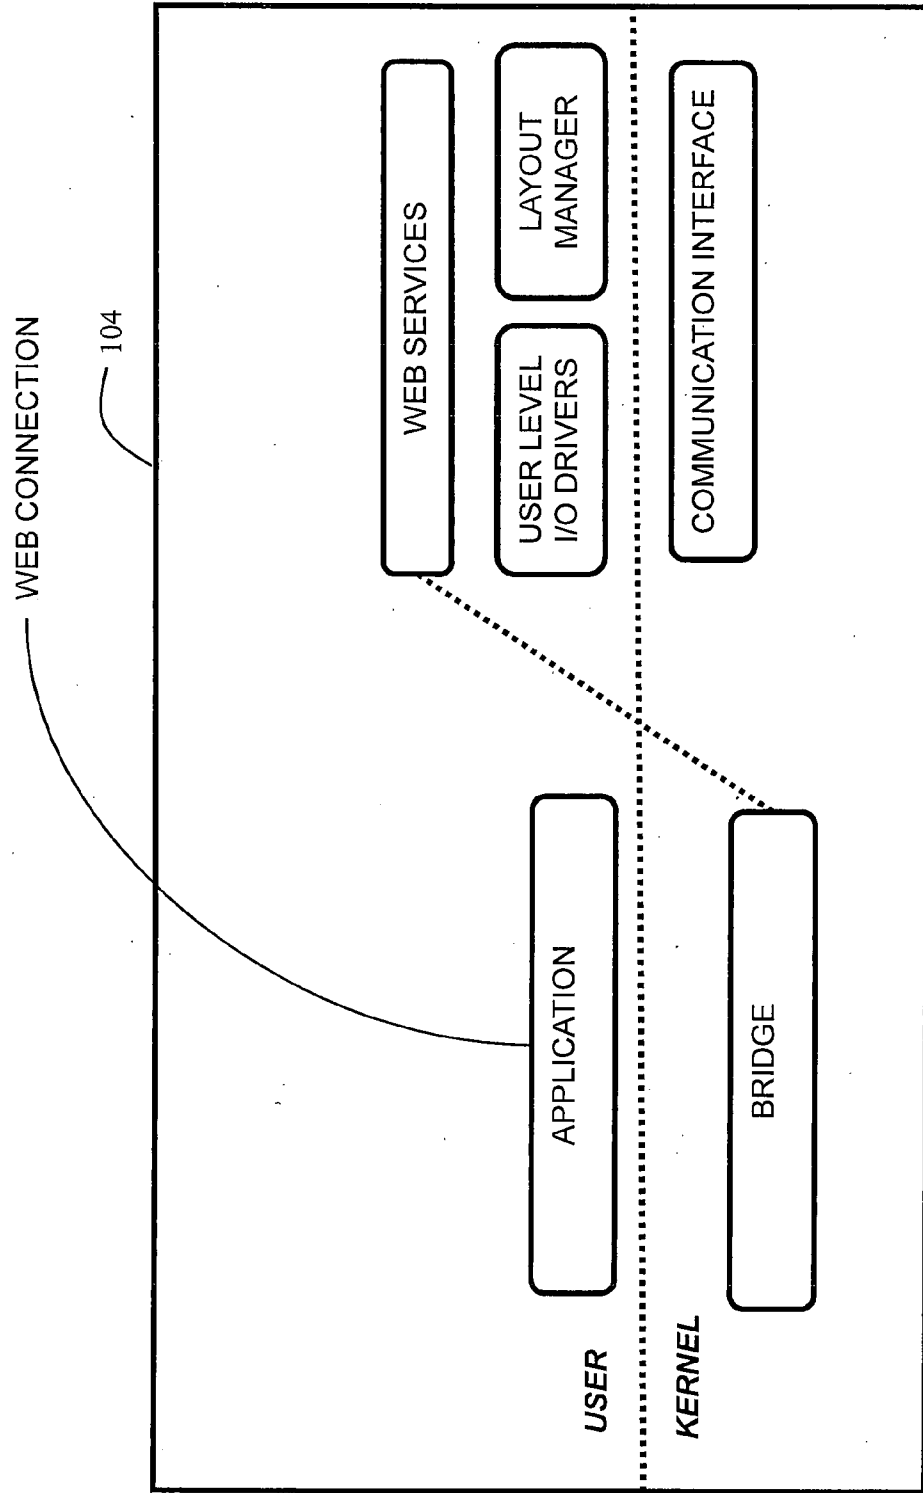 WEB CONNECTION
104
WEB SERVICES
USER LEVEL
I/O DRIVERS
LAYOUT
MANAGER
APPLICATION
USER
KERNEL
BRIDGE
COMMUNICATION INTERFACE